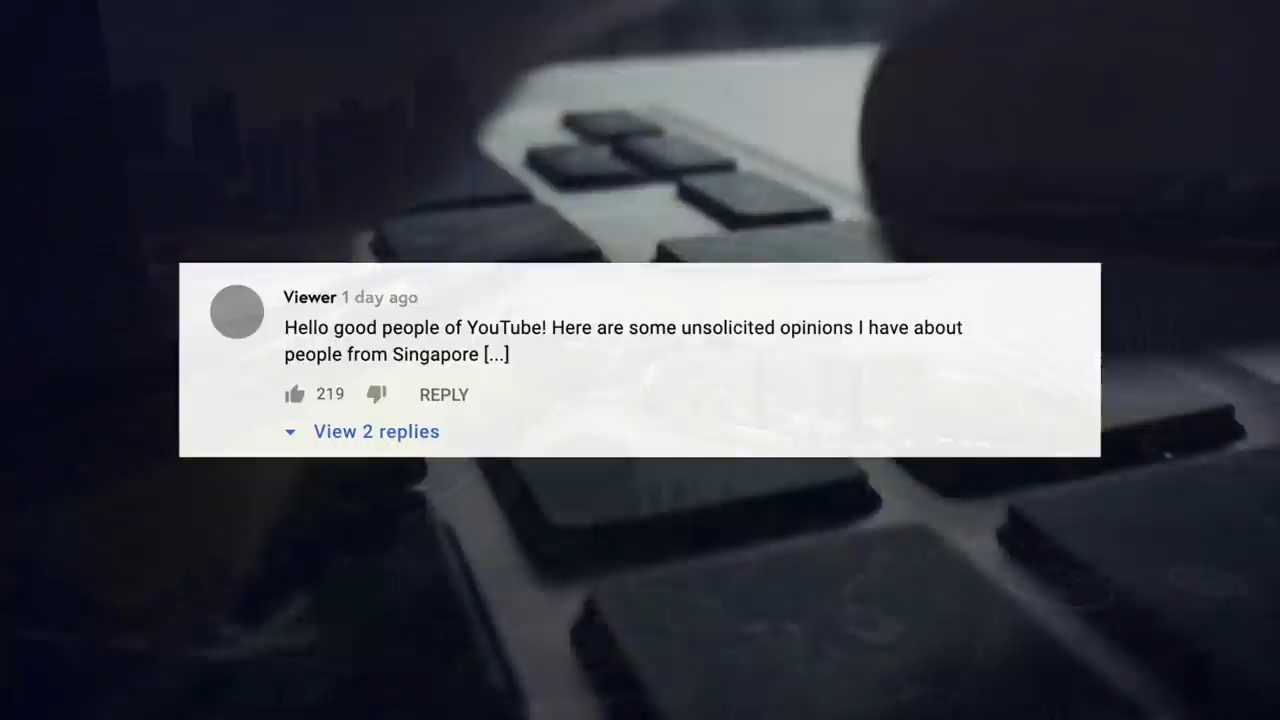 Viewer 1 day ago
Hello good people of YouTube! Here are some unsolicited opinions I have about
people from Singapore [...]
219 REPLY
View 2 replies